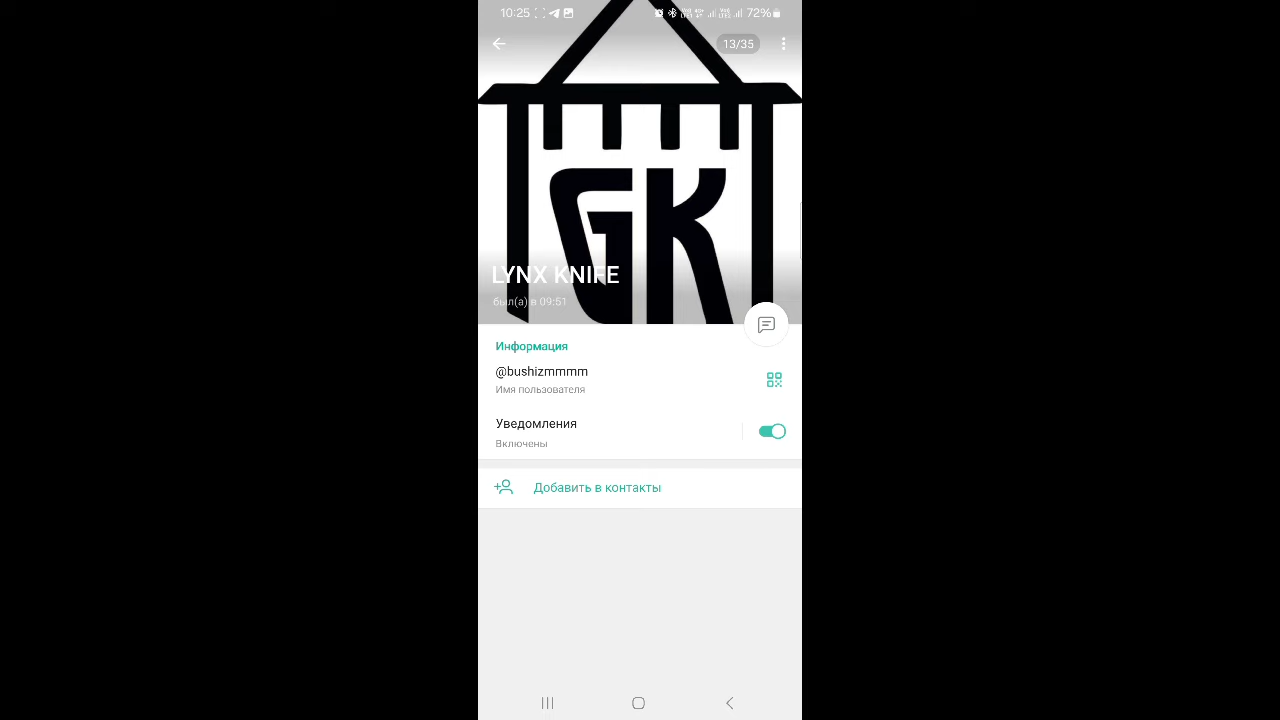 10:25
72%
13/35
GK
LYNX KNIFE
был(а) в 09:51
Информация
@bushizmmmm
Имя пользователя
Уведомления
Включены
Добавить в контакты